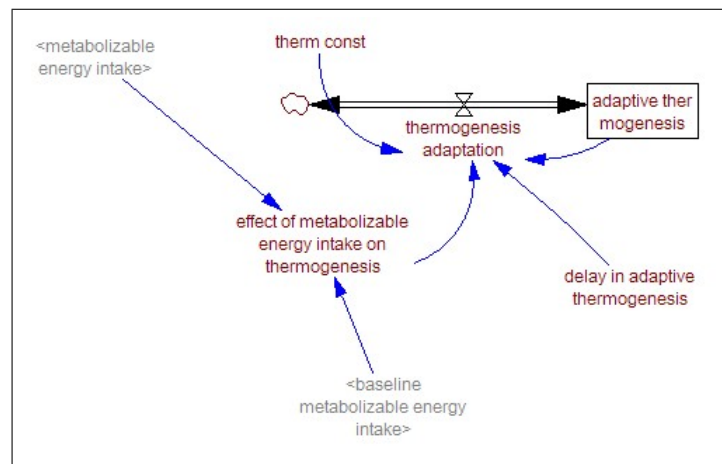 <metabolizable
energy intake>
therm const
adaptive ther
mogenesis
thermogenesis
adaptation
effect of metabolizable
energy intake on
thermogenesis
delay in adaptive
thermogenesis
<baseline
metabolizable energy
intake>